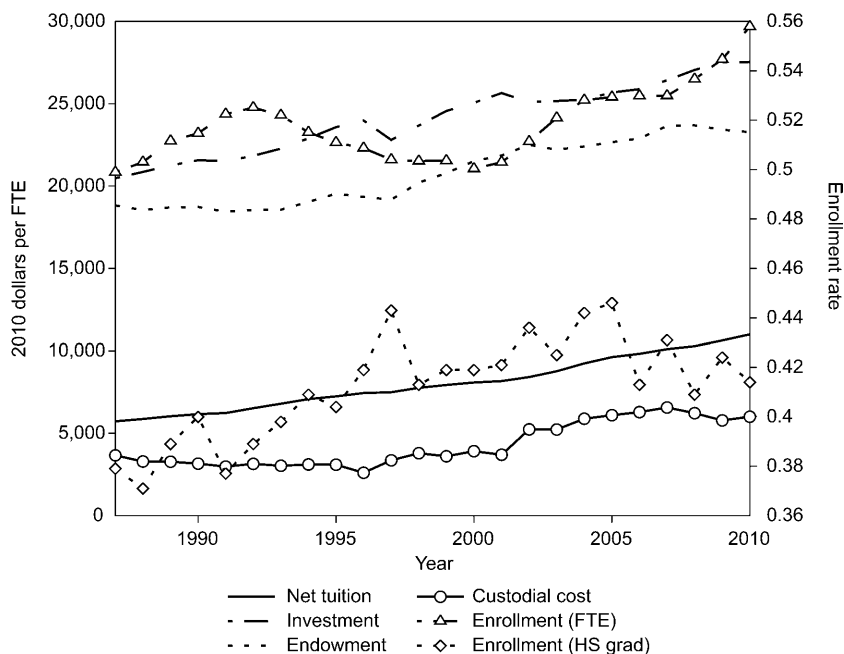 2010 dollars per FTE
30,000
25,000
20,000
15,000
10,000
5,000
0
0.56
0.54
0.52
0.5
0.48
0.46
0.44
0.42
0.4
0.38
0.36
Enrollment rate
1990
1995
2000
2005
2010
Year
Net tuition
Custodial cost
Investment
Enrollment (FTE)
Endowment
Enrollment (HS grad)